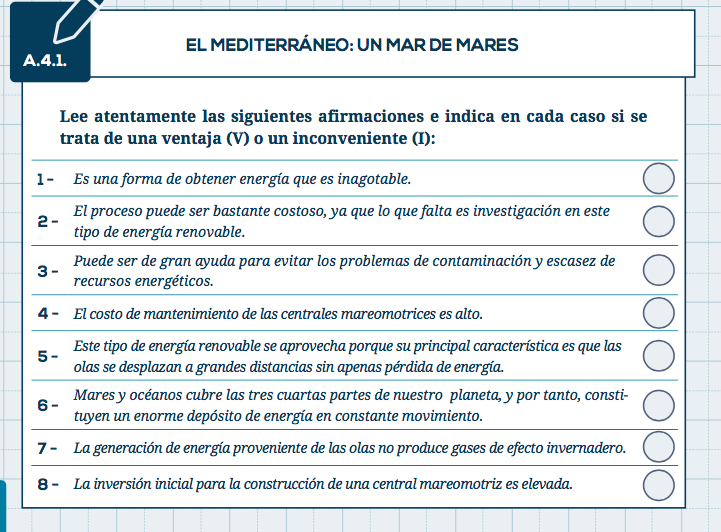 A.4.1.
EL MEDITERRÁNEO: UN MAR DE MARES
Lee atentamente las siguientes afirmaciones e indica en cada caso si se
trata de una ventaja (V) o un inconveniente (I):
1 - Es una forma de obtener energía que es inagotable.
2 - El proceso puede ser bastante costoso, ya que lo que falta es investigación en este
tipo de energía renovable.
3 - Puede ser de gran ayuda para evitar los problemas de contaminación y escasez de
recursos energéticos.
4 - El costo de mantenimiento de las centrales mareomotrices es alto.
5 - Este tipo de energía renovable se aprovecha porque su principal característica es que las
olas se desplazan a grandes distancias sin apenas pérdida de energía.
6 - Mares y océanos cubre las tres cuartas partes de nuestro planeta, y por tanto, consti-
tuyen un enorme depósito de energía en constante movimiento.
7 - La generación de energía proveniente de las olas no produce gases de efecto invernadero.
8 - La inversión inicial para la construcción de una central mareomotriz es elevada.